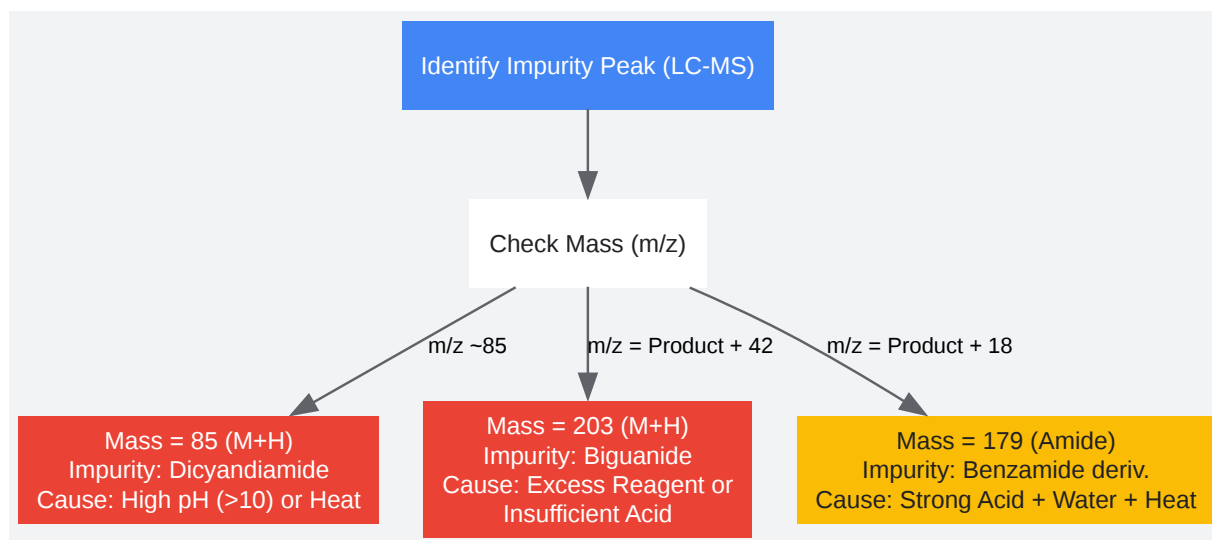 Identify Impurity Peak (LC-MS)
Check Mass (m/z)
m/z ~85
m/z = Product + 42
m/z = Product + 18
Mass = 85 (M+H)
Impurity: Dicyandiamide
Cause: High pH (>10) or Heat
Mass = 203 (M+H)
Impurity: Biguanide
Cause: Excess Reagent or
Insufficient Acid
Mass = 179 (Amide)
Impurity: Benzamide deriv.
Cause: Strong Acid + Water + Heat